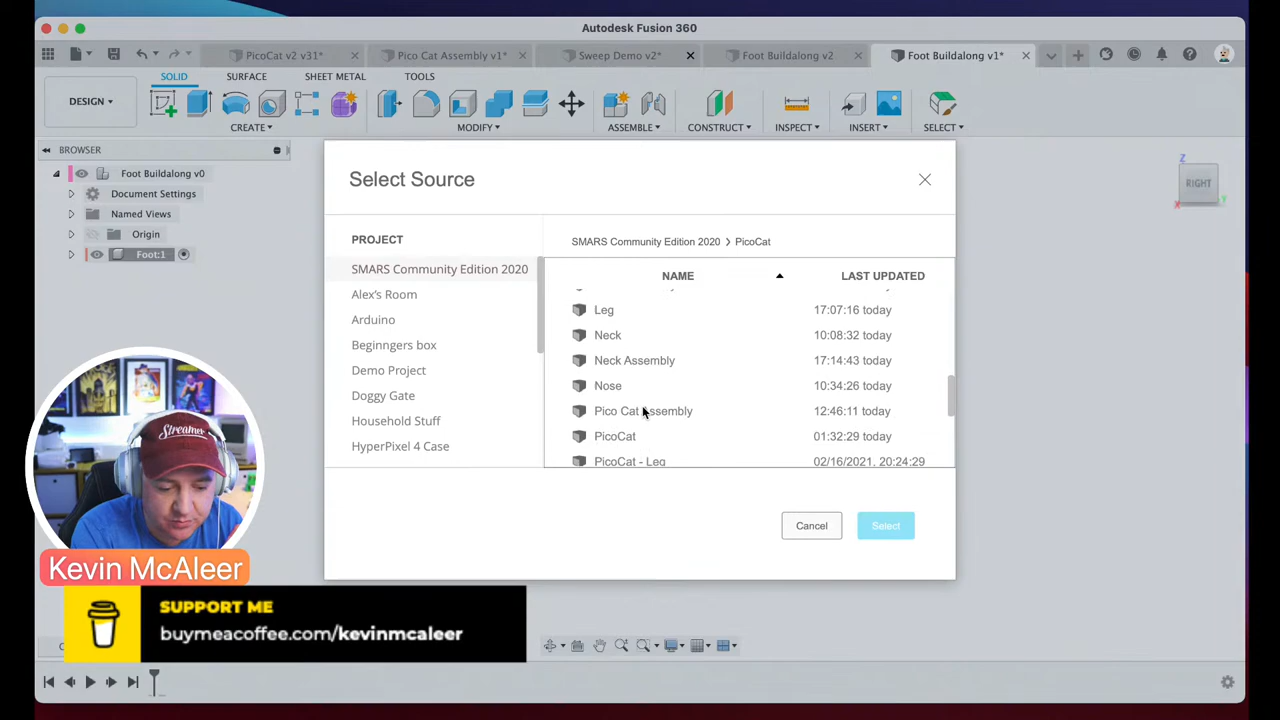 Autodesk Fusion 360
PicoCat v2 v31*
Pico Cat Assembly v1*
Sweep Demo v2*
Foot Buildalong v2
Foot Buildalong v1*
SOLID
SURFACE
SHEET METAL
TOOLS
DESIGN
CREATE
MODIFY
ASSEMBLE
CONSTRUCT
INSPECT
INSERT
SELECT
BROWSER
Foot Buildalong v0
Document Settings
Named Views
Origin
Foot:1
Z
RIGHT
X
Y
Select Source
PROJECT
SMARS Community Edition 2020
Alex's Room
Arduino
Beginngers box
Demo Project
Doggy Gate
Household Stuff
HyperPixel 4 Case
SMARS Community Edition 2020 > PicoCat
NAME LAST UPDATED
Leg 17:07:16 today
Neck 10:08:32 today
Neck Assembly 17:14:43 today
Nose 10:34:26 today
Pico Cat Assembly 12:46:11 today
PicoCat 01:32:29 today
PicoCat - Leg 02/16/2021, 20:24:29
Cancel
Select
Streamer
Kevin McAleer
SUPPORT ME
buymeacoffee.com/kevinmcaleer